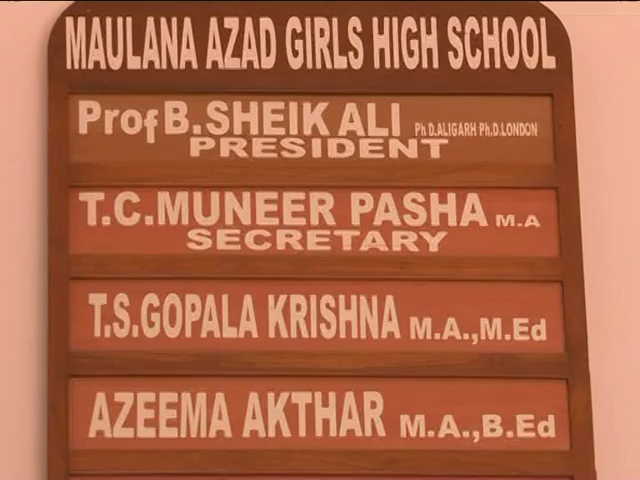 MAULANA AZAD GIRLS HIGH SCHOOL
Prof B. SHEIK ALI Ph D.ALIGARH Ph.D.LONDON
PRESIDENT
T.C.MUNEER PASHA M.A
SECRETARY
T.S.GOPALA KRISHNA M.A.,M.Ed
AZEEMA AKTHAR M.A.,B.Ed